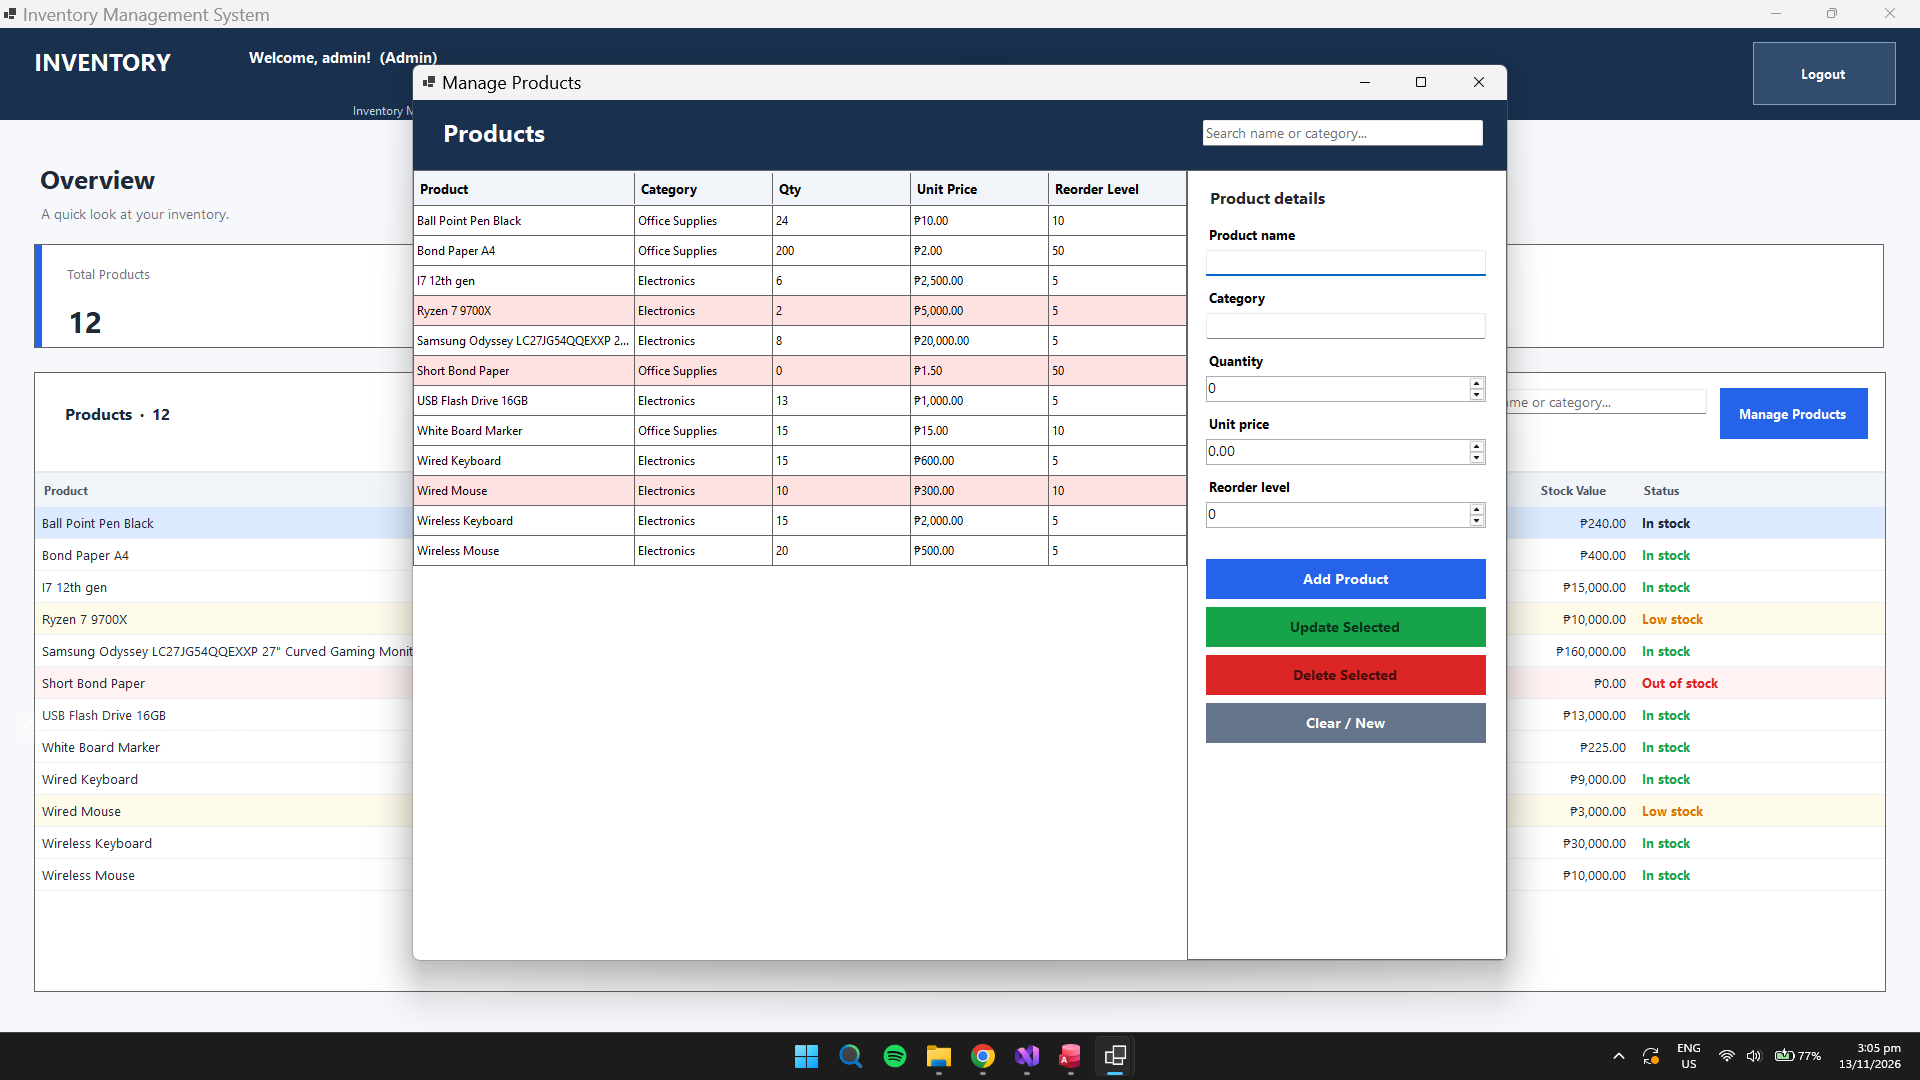 Inventory Management System
INVENTORY
Welcome, admin! (Admin)
Logout
Inventory M
Manage Products
Products
Search name or category...
Overview
A quick look at your inventory.
Total Products
12
Products · 12
me or category...
Manage Products
Product Category Qty Unit Price Reorder Level
Ball Point Pen Black Office Supplies 24 ₱10.00 10
Bond Paper A4 Office Supplies 200 ₱2.00 50
I7 12th gen Electronics 6 ₱2,500.00 5
Ryzen 7 9700X Electronics 2 ₱5,000.00 5
Samsung Odyssey LC27JG54QQEXXP 2... Electronics 8 ₱20,000.00 5
Short Bond Paper Office Supplies 0 ₱1.50 50
USB Flash Drive 16GB Electronics 13 ₱1,000.00 5
White Board Marker Office Supplies 15 ₱15.00 10
Wired Keyboard Electronics 15 ₱600.00 5
Wired Mouse Electronics 10 ₱300.00 10
Wireless Keyboard Electronics 15 ₱2,000.00 5
Wireless Mouse Electronics 20 ₱500.00 5
Product details
Product name
Category
Quantity
0
Unit price
0.00
Reorder level
0
Add Product
Update Selected
Delete Selected
Clear / New
Product Stock Value Status
Ball Point Pen Black ₱240.00 In stock
Bond Paper A4 ₱400.00 In stock
I7 12th gen ₱15,000.00 In stock
Ryzen 7 9700X ₱10,000.00 Low stock
Samsung Odyssey LC27JG54QQEXXP 27" Curved Gaming Monit ₱160,000.00 In stock
Short Bond Paper ₱0.00 Out of stock
USB Flash Drive 16GB ₱13,000.00 In stock
White Board Marker ₱225.00 In stock
Wired Keyboard ₱9,000.00 In stock
Wired Mouse ₱3,000.00 Low stock
Wireless Keyboard ₱30,000.00 In stock
Wireless Mouse ₱10,000.00 In stock
ENG
US
77%
3:05 pm
13/11/2026